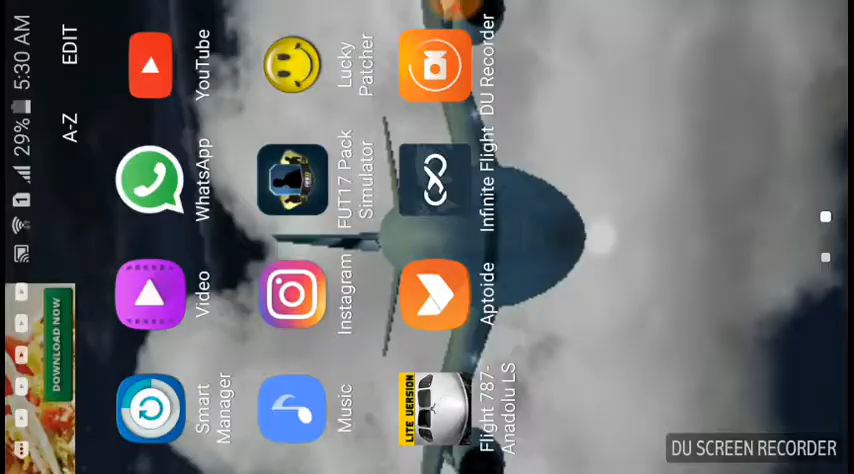 29% 5:30 AM
A-Z EDIT
DOWNLOAD NOW
Smart
Manager
Video
WhatsApp
YouTube
Music
Instagram
FUT17 Pack
Simulator
Lucky
Patcher
LITE VERSION
Flight 787-
Anadolu LS
Aptoide
Infinite Flight
DU Recorder
DU SCREEN RECORDER